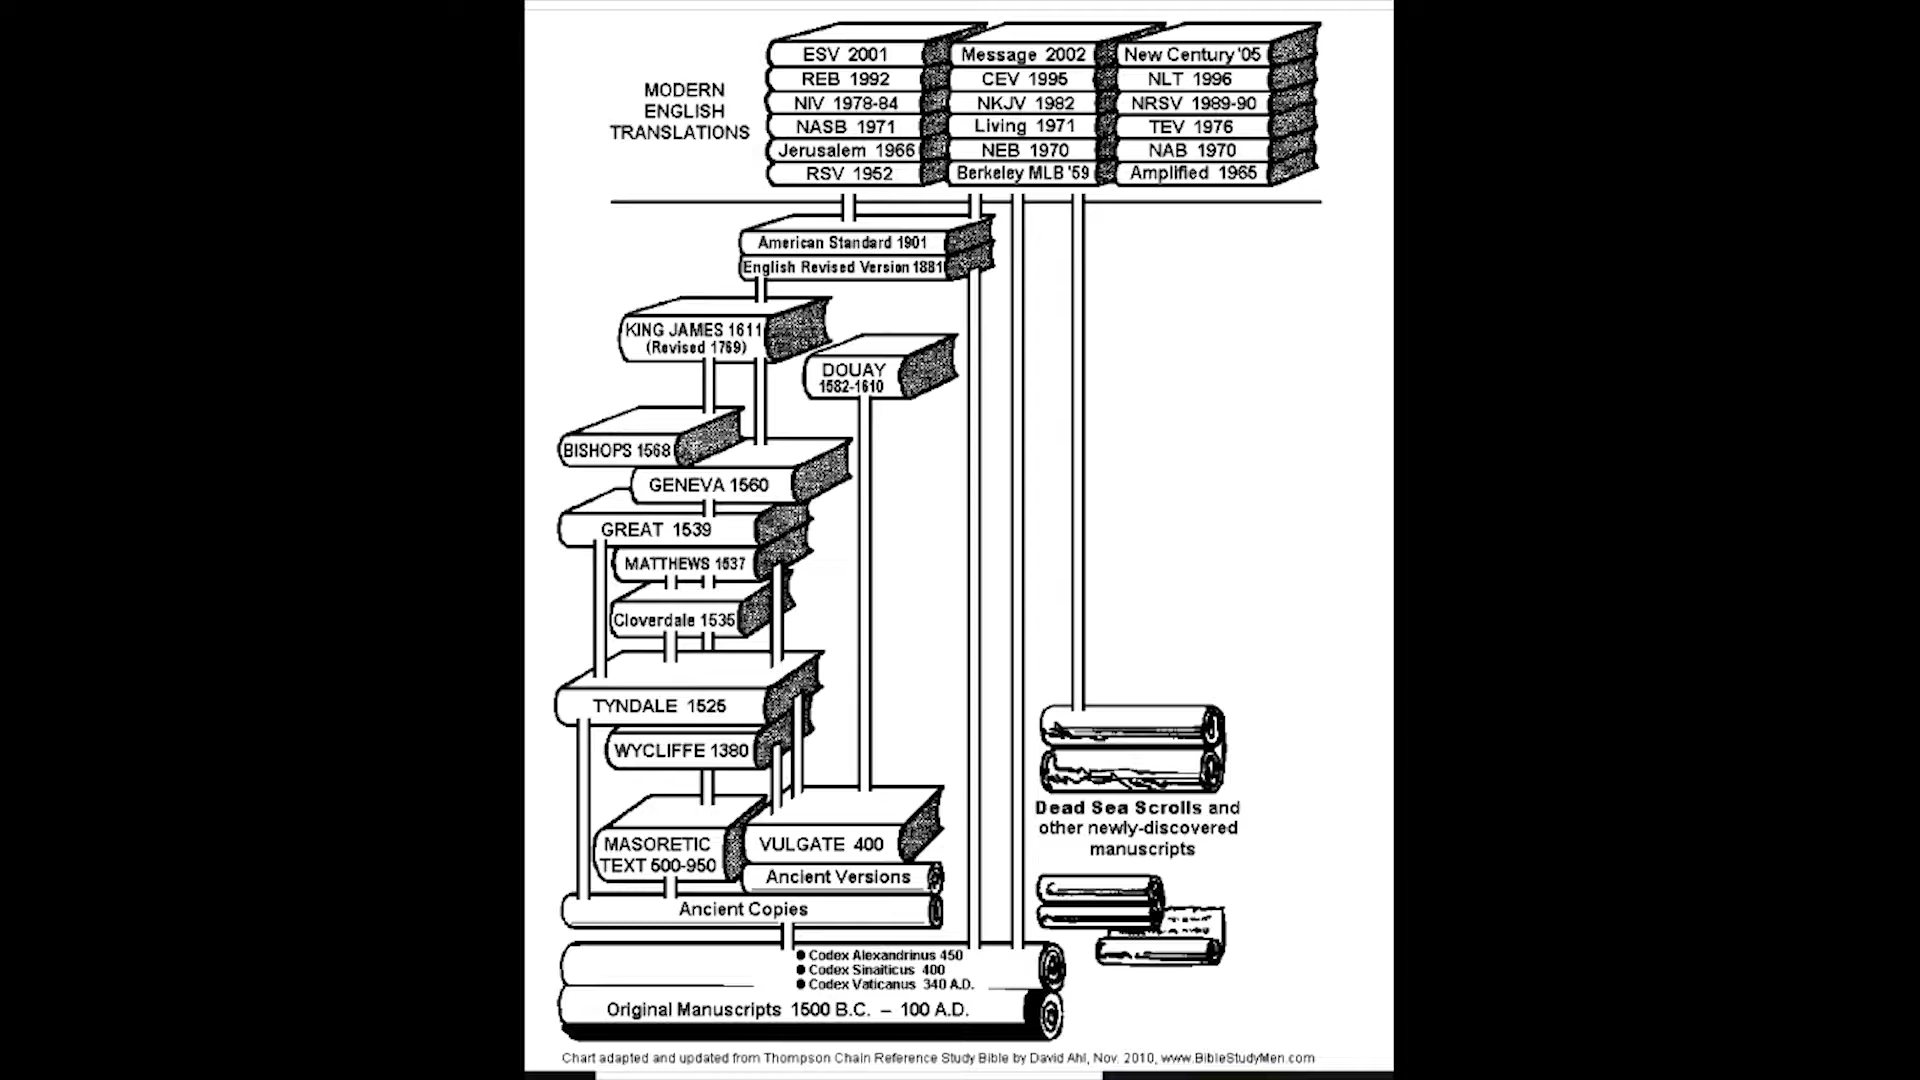 MODERN
ENGLISH
TRANSLATIONS
ESV 2001
REB 1992
NIV 1978-84
NASB 1971
Jerusalem 1966
RSV 1952
Message 2002
CEV 1995
NKJV 1982
Living 1971
NEB 1970
Berkeley MLB '59
New Century '05
NLT 1996
NRSV 1989-90
TEV 1976
NAB 1970
Amplified 1965
American Standard 1901
English Revised Version 1881
KING JAMES 1611
(Revised 1769)
DOUAY
1582-1610
BISHOPS 1568
GENEVA 1560
GREAT 1539
MATTHEWS 1537
Cloverdale 1535
TYNDALE 1525
WYCLIFFE 1380
MASORETIC
TEXT 500-950
VULGATE 400
Ancient Versions
Ancient Copies
Dead Sea Scrolls and
other newly-discovered
manuscripts
● Codex Alexandrinus 450
● Codex Sinaiticus 400
● Codex Vaticanus 340 A.D.
Original Manuscripts 1500 B.C. – 100 A.D.
Chart adapted and updated from Thompson Chain Reference Study Bible by David Ahl, Nov. 2010, www.BibleStudyMen.com